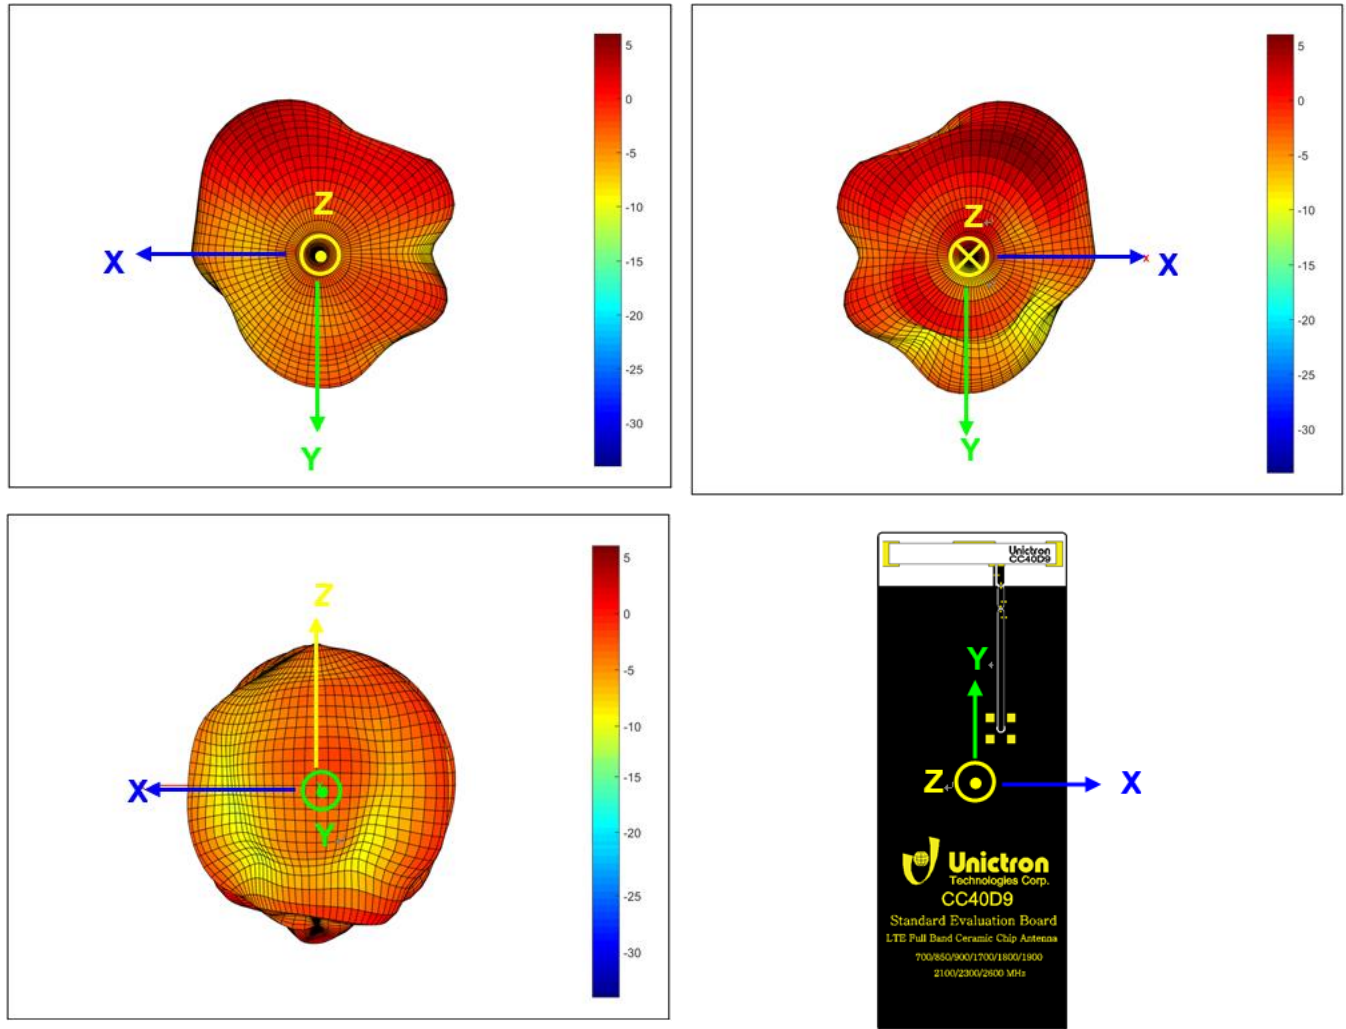 5
0
-5
-10
-15
-20
-25
-30
Z
X
Y
5
0
-5
-10
-15
-20
-25
-30
Z
X
x
Y
5
0
-5
-10
-15
-20
-25
-30
Z
X
Y
Unictron
CC40D9
Y
Z
X
Unictron
Technologies Corp.
CC40D9
Standard Evaluation Board
LTE Full Band Ceramic Chip Antenna
700/850/900/1700/1800/1900
2100/2300/2600 MHz